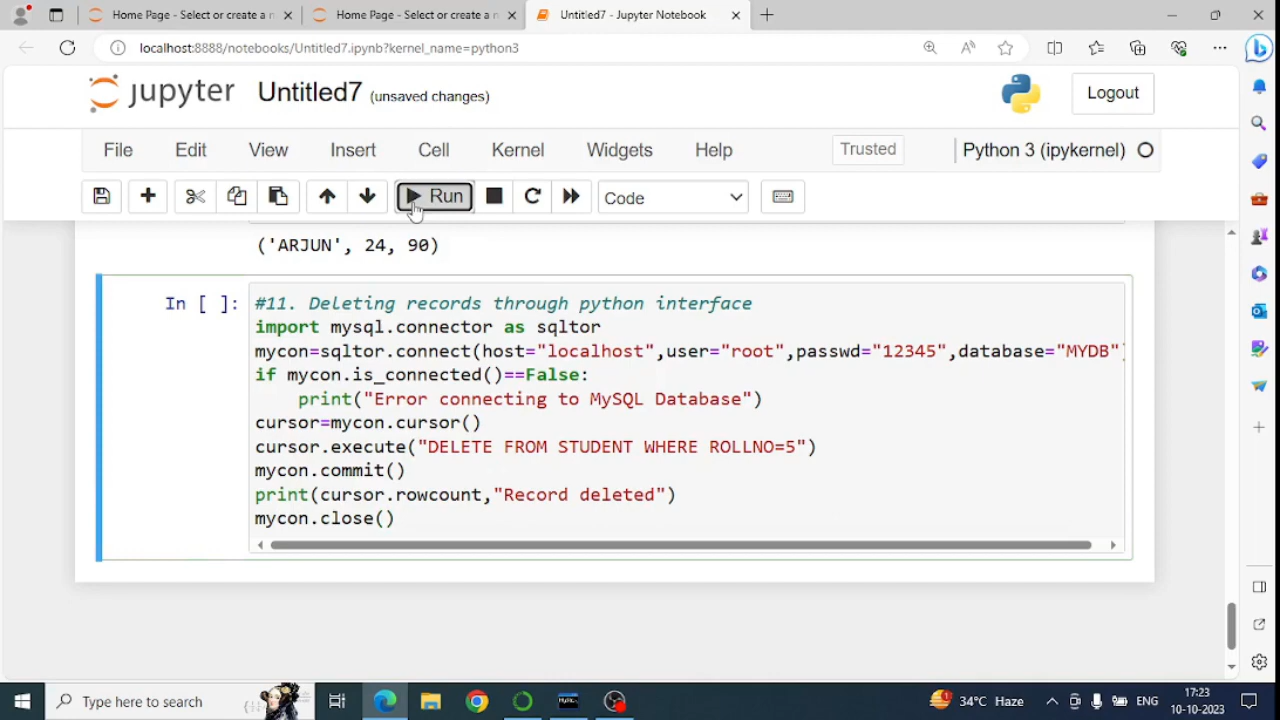 Home Page - Select or create a n
Home Page - Select or create a n
Untitled7 - Jupyter Notebook
localhost:8888/notebooks/Untitled7.ipynb?kernel_name=python3
jupyter Untitled7 (unsaved changes)
Logout
File Edit View Insert Cell Kernel Widgets Help
Trusted
Python 3 (ipykernel)
Run
Code
('ARJUN', 24, 90)
In [ ]:
#11. Deleting records through python interface
import mysql.connector as sqltor
mycon=sqltor.connect(host="localhost",user="root",passwd="12345",database="MYDB")
if mycon.is_connected()==False:
    print("Error connecting to MySQL Database")
cursor=mycon.cursor()
cursor.execute("DELETE FROM STUDENT WHERE ROLLNO=5")
mycon.commit()
print(cursor.rowcount,"Record deleted")
mycon.close()
Type here to search
34°C Haze
ENG
17:23
10-10-2023